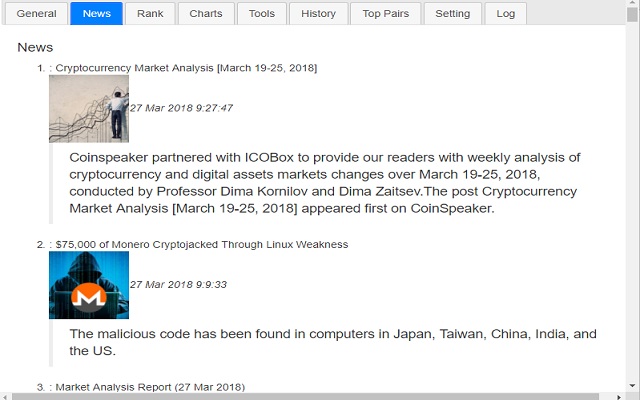 General News Rank Charts Tools History Top Pairs Setting Log
News
1. : Cryptocurrency Market Analysis [March 19-25, 2018]
27 Mar 2018 9:27:47
Coinspeaker partnered with ICOBox to provide our readers with weekly analysis of
cryptocurrency and digital assets markets changes over March 19-25, 2018,
conducted by Professor Dima Kornilov and Dima Zaitsev.The post Cryptocurrency
Market Analysis [March 19-25, 2018] appeared first on CoinSpeaker.
2. : $75,000 of Monero Cryptojacked Through Linux Weakness
27 Mar 2018 9:9:33
The malicious code has been found in computers in Japan, Taiwan, China, India, and
the US.
3. : Market Analysis Report (27 Mar 2018)